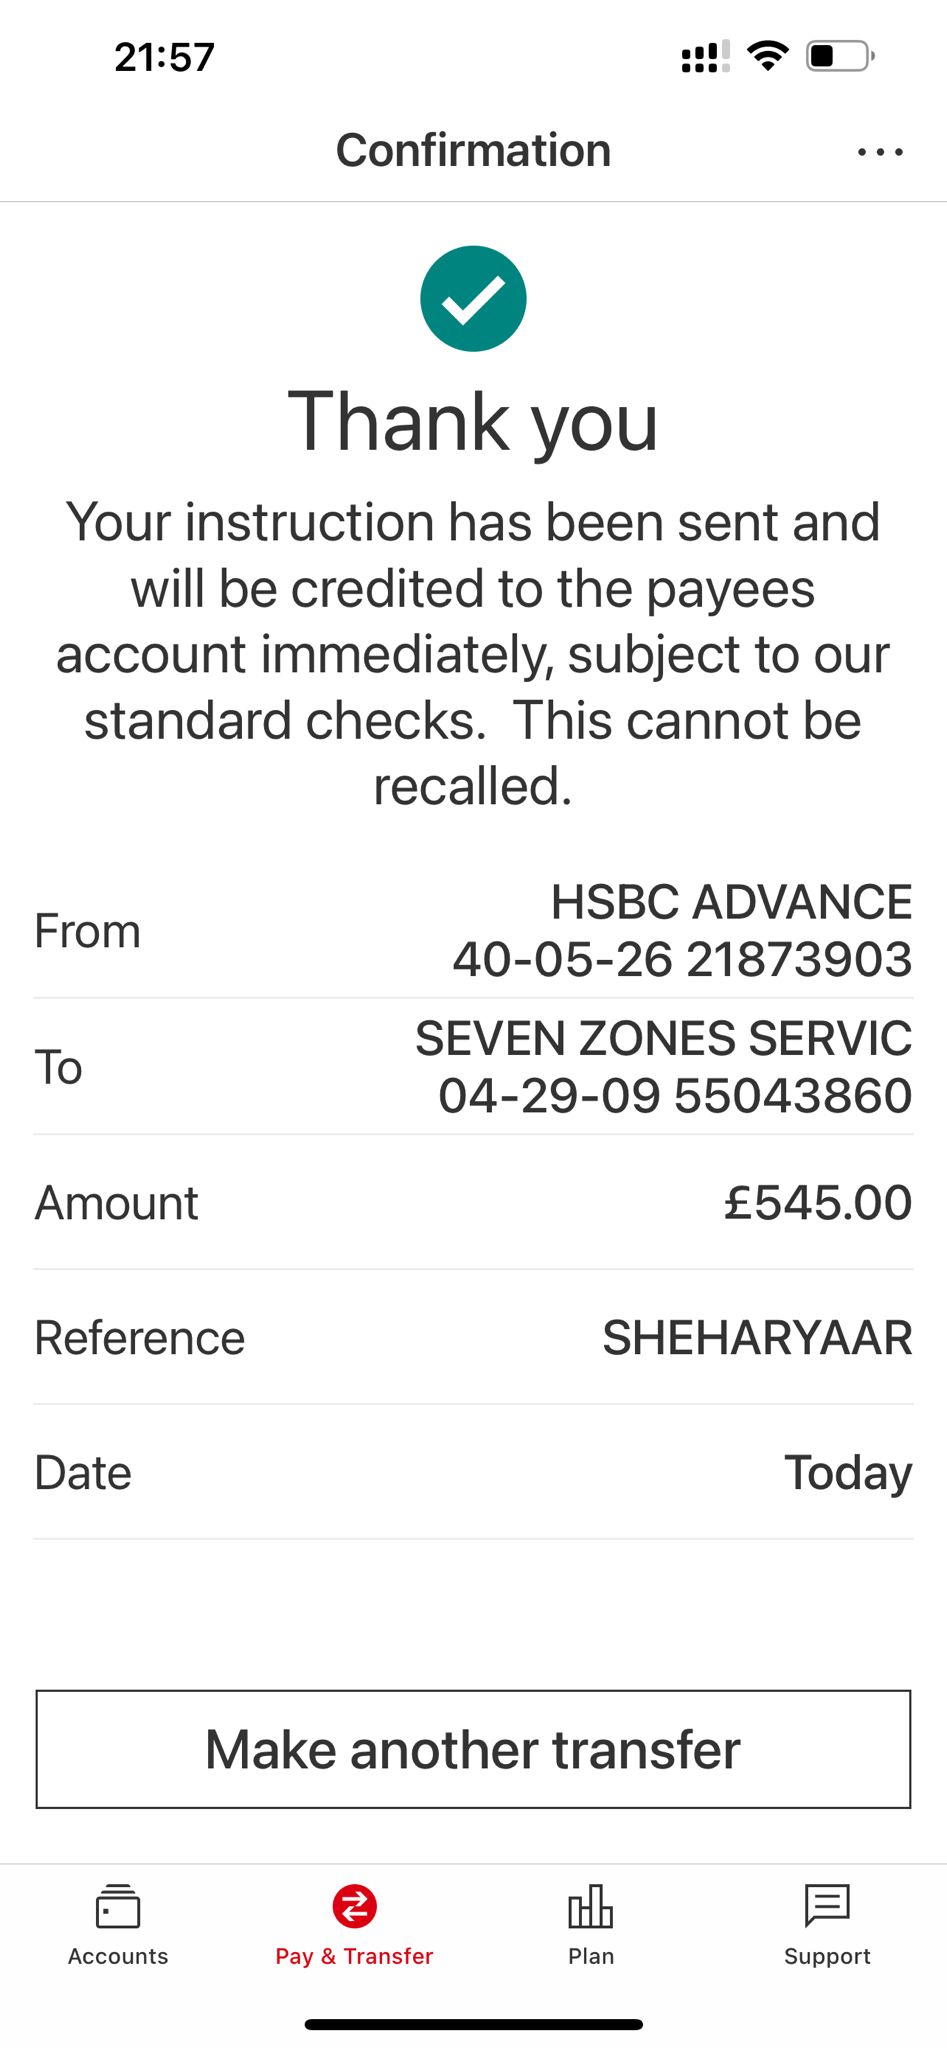 21:57
Confirmation
Thank you
Your instruction has been sent and
will be credited to the payees
account immediately, subject to our
standard checks.  This cannot be
recalled.
From
HSBC ADVANCE
40-05-26 21873903
To
SEVEN ZONES SERVIC
04-29-09 55043860
Amount
£545.00
Reference
SHEHARYAAR
Date
Today
Make another transfer
Accounts
Pay & Transfer
Plan
Support